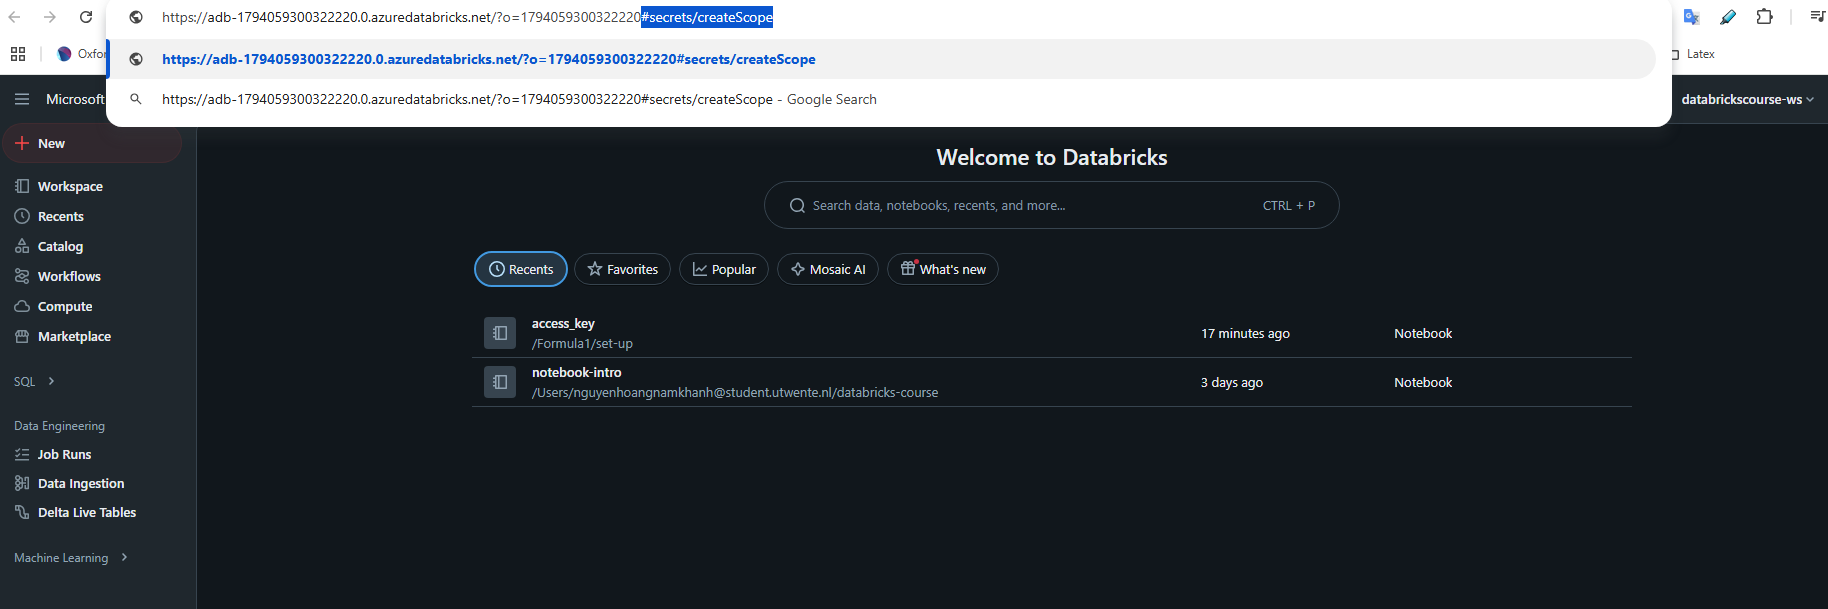 https://adb-1794059300322220.0.azuredatabricks.net/?o=1794059300322220#secrets/createScope
https://adb-1794059300322220.0.azuredatabricks.net/?o=1794059300322220#secrets/createScope
https://adb-1794059300322220.0.azuredatabricks.net/?o=1794059300322220#secrets/createScope - Google Search
Latex
Microsoft
databrickscourse-ws
New
Workspace
Recents
Catalog
Workflows
Compute
Marketplace
SQL
Data Engineering
Job Runs
Data Ingestion
Delta Live Tables
Machine Learning
Welcome to Databricks
Search data, notebooks, recents, and more... CTRL + P
Recents Favorites Popular Mosaic AI What's new
access_key 17 minutes ago Notebook
/Formula1/set-up
notebook-intro 3 days ago Notebook
/Users/nguyenhoangnamkhanh@student.utwente.nl/databricks-course